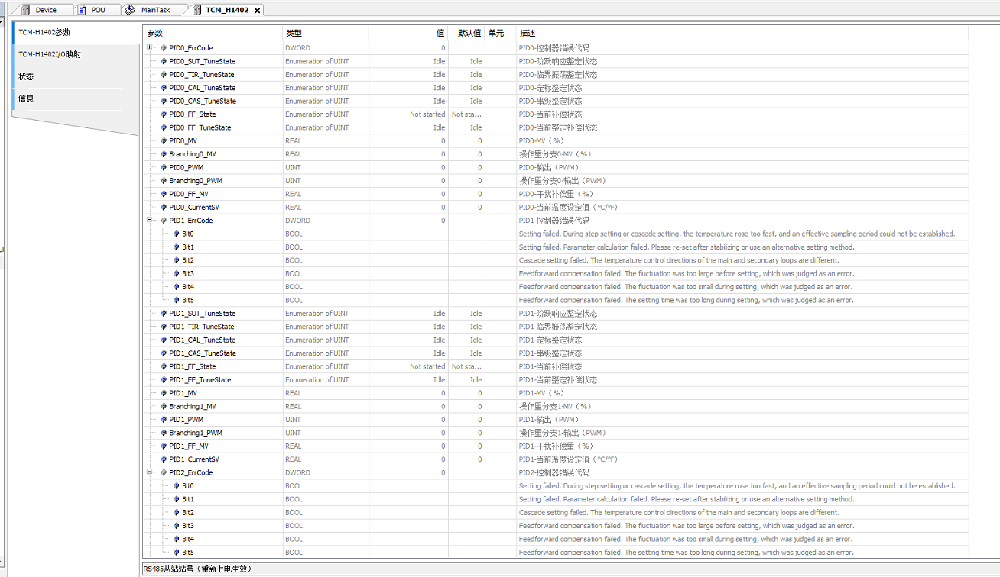 Device POU MainTask TCM_H1402
TCM-H1402参数
TCM-H1402I/O映射
状态
信息
参数 类型 值 默认值 单元 描述
PID0_ErrCode DWORD 0 PID0-控制器错误代码
PID0_SUT_TuneState Enumeration of UINT Idle Idle PID0-阶跃响应整定状态
PID0_TIR_TuneState Enumeration of UINT Idle Idle PID0-临界振荡整定状态
PID0_CAL_TuneState Enumeration of UINT Idle Idle PID0-定标整定状态
PID0_CAS_TuneState Enumeration of UINT Idle Idle PID0-串级整定状态
PID0_FF_State Enumeration of UINT Not started Not sta... PID0-当前补偿状态
PID0_FF_TuneState Enumeration of UINT Idle Idle PID0-当前整定补偿状态
PID0_MV REAL 0 0 PID0-MV（%）
Branching0_MV REAL 0 0 操作量分支0-MV（%）
PID0_PWM UINT 0 0 PID0-输出（PWM）
Branching0_PWM UINT 0 0 操作量分支0-输出（PWM）
PID0_FF_MV REAL 0 0 PID0-干扰补偿量（%）
PID0_CurrentSV REAL 0 0 PID0-当前温度设定值（℃/℉）
PID1_ErrCode DWORD 0 PID1-控制器错误代码
Bit0 BOOL Setting failed. During step setting or cascade setting, the temperature rose too fast, and an effective sampling period could not be established.
Bit1 BOOL Setting failed. Parameter calculation failed. Please re-set after stabilizing or use an alternative setting method.
Bit2 BOOL Cascade setting failed. The temperature control directions of the main and secondary loops are different.
Bit3 BOOL Feedforward compensation failed. The fluctuation was too large before setting, which was judged as an error.
Bit4 BOOL Feedforward compensation failed. The fluctuation was too small during setting, which was judged as an error.
Bit5 BOOL Feedforward compensation failed. The setting time was too long during setting, which was judged as an error.
PID1_SUT_TuneState Enumeration of UINT Idle Idle PID1-阶跃响应整定状态
PID1_TIR_TuneState Enumeration of UINT Idle Idle PID1-临界振荡整定状态
PID1_CAL_TuneState Enumeration of UINT Idle Idle PID1-定标整定状态
PID1_CAS_TuneState Enumeration of UINT Idle Idle PID1-串级整定状态
PID1_FF_State Enumeration of UINT Not started Not sta... PID1-当前补偿状态
PID1_FF_TuneState Enumeration of UINT Idle Idle PID1-当前整定补偿状态
PID1_MV REAL 0 0 PID1-MV（%）
Branching1_MV REAL 0 0 操作量分支1-MV（%）
PID1_PWM UINT 0 0 PID1-输出（PWM）
Branching1_PWM UINT 0 0 操作量分支1-输出（PWM）
PID1_FF_MV REAL 0 0 PID1-干扰补偿量（%）
PID1_CurrentSV REAL 0 0 PID1-当前温度设定值（℃/℉）
PID2_ErrCode DWORD 0 PID2-控制器错误代码
Bit0 BOOL Setting failed. During step setting or cascade setting, the temperature rose too fast, and an effective sampling period could not be established.
Bit1 BOOL Setting failed. Parameter calculation failed. Please re-set after stabilizing or use an alternative setting method.
Bit2 BOOL Cascade setting failed. The temperature control directions of the main and secondary loops are different.
Bit3 BOOL Feedforward compensation failed. The fluctuation was too large before setting, which was judged as an error.
Bit4 BOOL Feedforward compensation failed. The fluctuation was too small during setting, which was judged as an error.
Bit5 BOOL Feedforward compensation failed. The setting time was too long during setting, which was judged as an error.
RS485从站站号（重新上电生效）